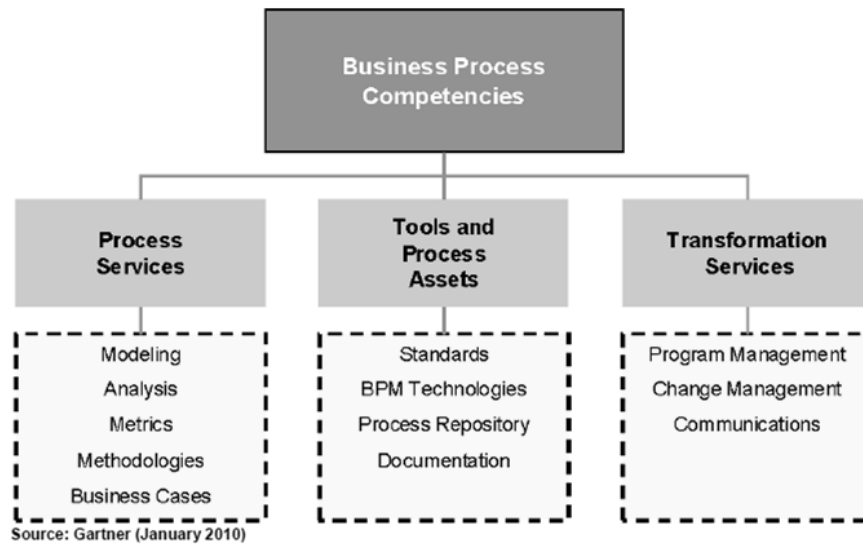 Business Process
Competencies
Process
Services
Tools and
Process
Assets
Transformation
Services
Modeling
Analysis
Metrics
Methodologies
Business Cases
Standards
BPM Technologies
Process Repository
Documentation
Program Management
Change Management
Communications
Source: Gartner (January 2010)